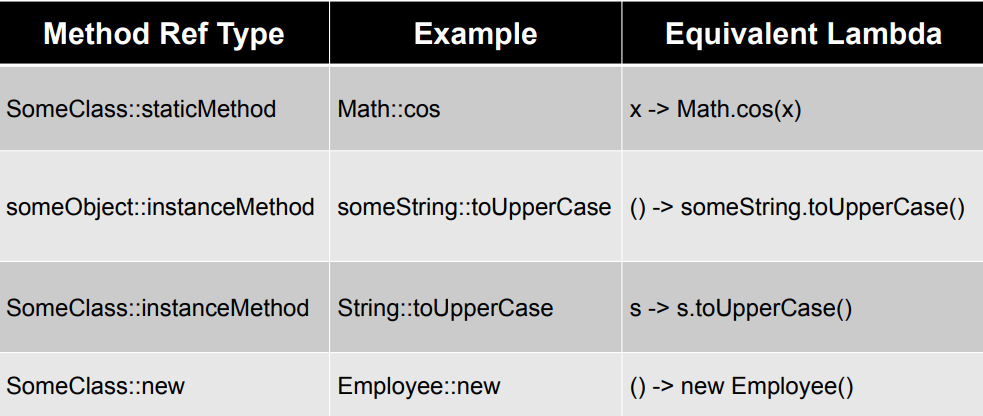 Method Ref Type Example Equivalent Lambda
SomeClass::staticMethod Math::cos x -> Math.cos(x)
someObject::instanceMethod someString::toUpperCase () -> someString.toUpperCase()
SomeClass::instanceMethod String::toUpperCase s -> s.toUpperCase()
SomeClass::new Employee::new () -> new Employee()